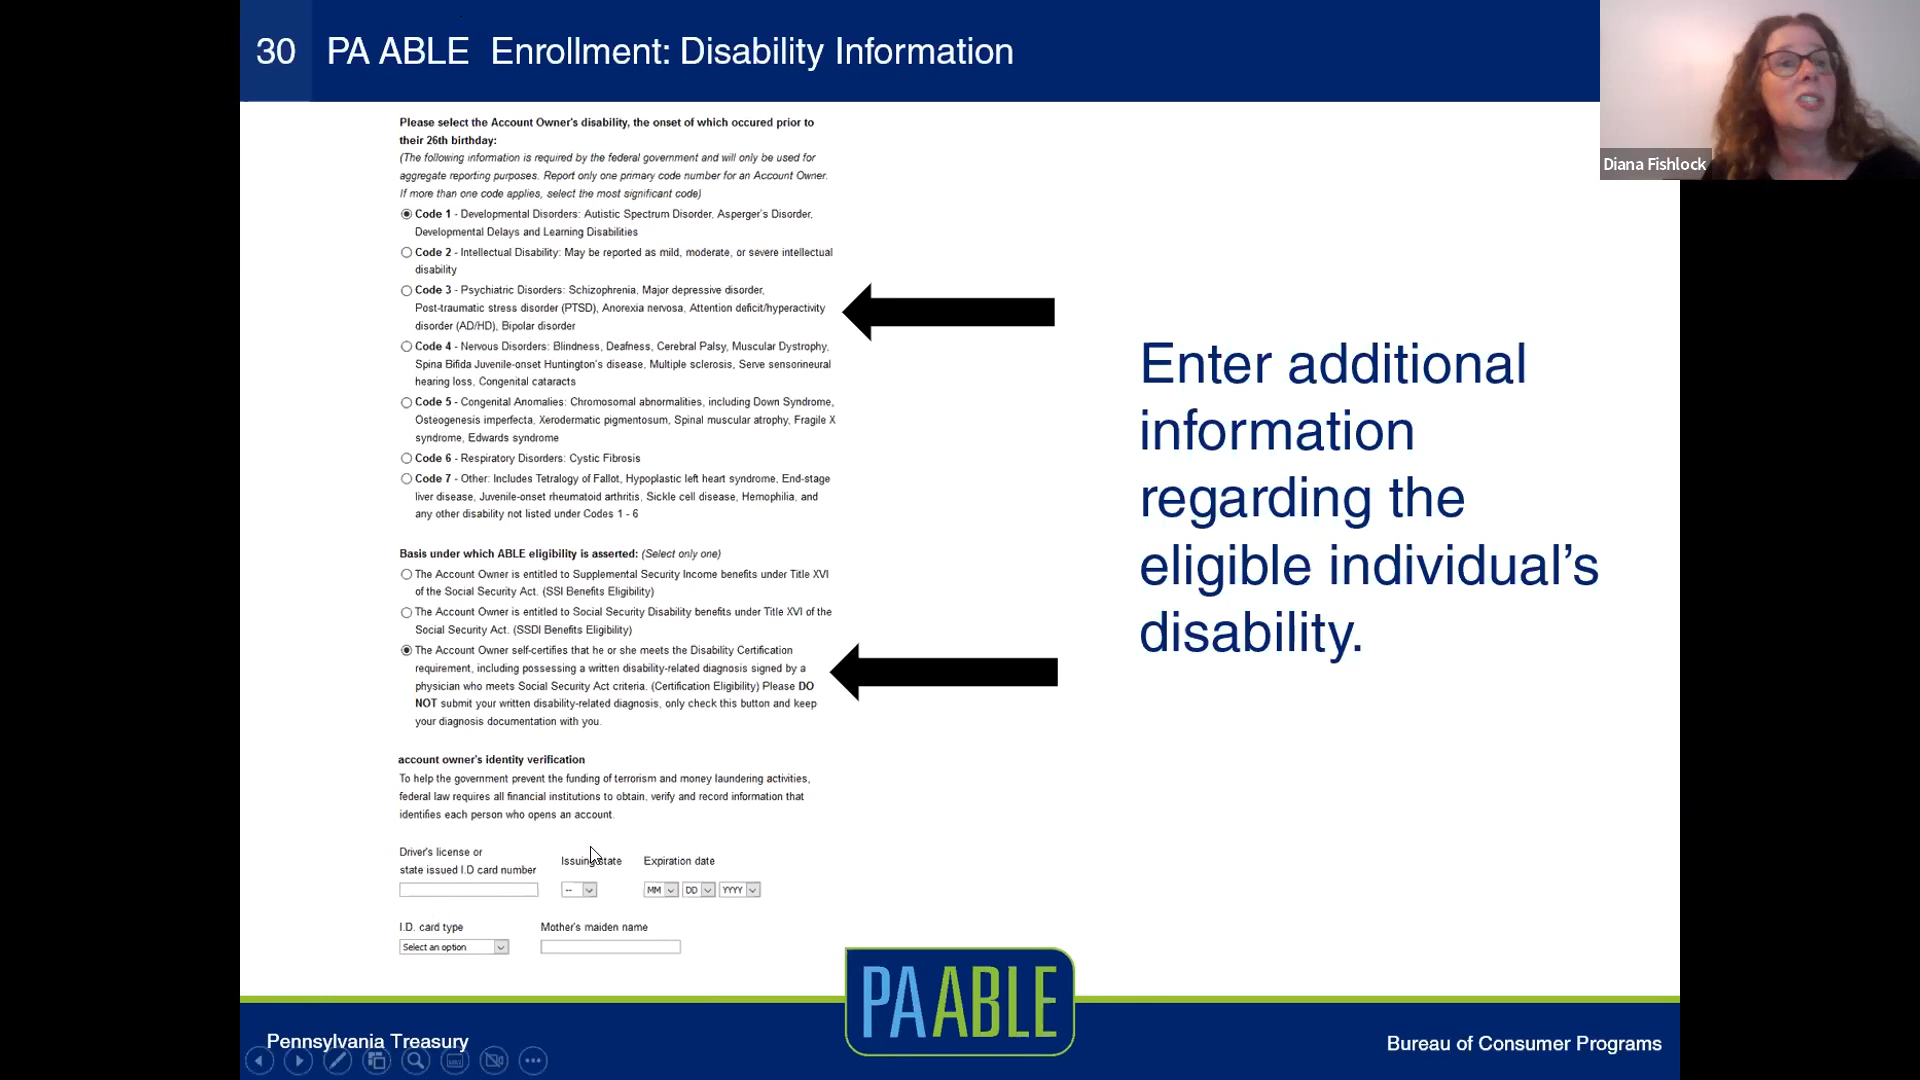 30 PA ABLE Enrollment: Disability Information
Diana Fishlock
Please select the Account Owner's disability, the onset of which occured prior to
their 26th birthday:
(The following information is required by the federal government and will only be used for
aggregate reporting purposes. Report only one primary code number for an Account Owner.
If more than one code applies, select the most significant code)
Code 1 - Developmental Disorders: Autistic Spectrum Disorder, Asperger's Disorder,
Developmental Delays and Learning Disabilities
Code 2 - Intellectual Disability: May be reported as mild, moderate, or severe intellectual
disability
Code 3 - Psychiatric Disorders: Schizophrenia, Major depressive disorder,
Post-traumatic stress disorder (PTSD), Anorexia nervosa, Attention deficit/hyperactivity
disorder (AD/HD), Bipolar disorder
Code 4 - Nervous Disorders: Blindness, Deafness, Cerebral Palsy, Muscular Dystrophy,
Spina Bifida Juvenile-onset Huntington's disease, Multiple sclerosis, Serve sensorineural
hearing loss, Congenital cataracts
Code 5 - Congenital Anomalies: Chromosomal abnormalities, including Down Syndrome,
Osteogenesis imperfecta, Xerodermatic pigmentosum, Spinal muscular atrophy, Fragile X
syndrome, Edwards syndrome
Code 6 - Respiratory Disorders: Cystic Fibrosis
Code 7 - Other: Includes Tetralogy of Fallot, Hypoplastic left heart syndrome, End-stage
liver disease, Juvenile-onset rheumatoid arthritis, Sickle cell disease, Hemophilia, and
any other disability not listed under Codes 1 - 6
Basis under which ABLE eligibility is asserted: (Select only one)
The Account Owner is entitled to Supplemental Security Income benefits under Title XVI
of the Social Security Act. (SSI Benefits Eligibility)
The Account Owner is entitled to Social Security Disability benefits under Title XVI of the
Social Security Act. (SSDI Benefits Eligibility)
The Account Owner self-certifies that he or she meets the Disability Certification
requirement, including possessing a written disability-related diagnosis signed by a
physician who meets Social Security Act criteria. (Certification Eligibility) Please DO
NOT submit your written disability-related diagnosis, only check this button and keep
your diagnosis documentation with you.
account owner's identity verification
To help the government prevent the funding of terrorism and money laundering activities,
federal law requires all financial institutions to obtain, verify and record information that
identifies each person who opens an account.
Driver's license or
state issued I.D card number
Issuing state
Expiration date
--
MM DD YYYY
I.D. card type
Mother's maiden name
Select an option
Enter additional
information
regarding the
eligible individual's
disability.
PA ABLE
Pennsylvania Treasury
Bureau of Consumer Programs